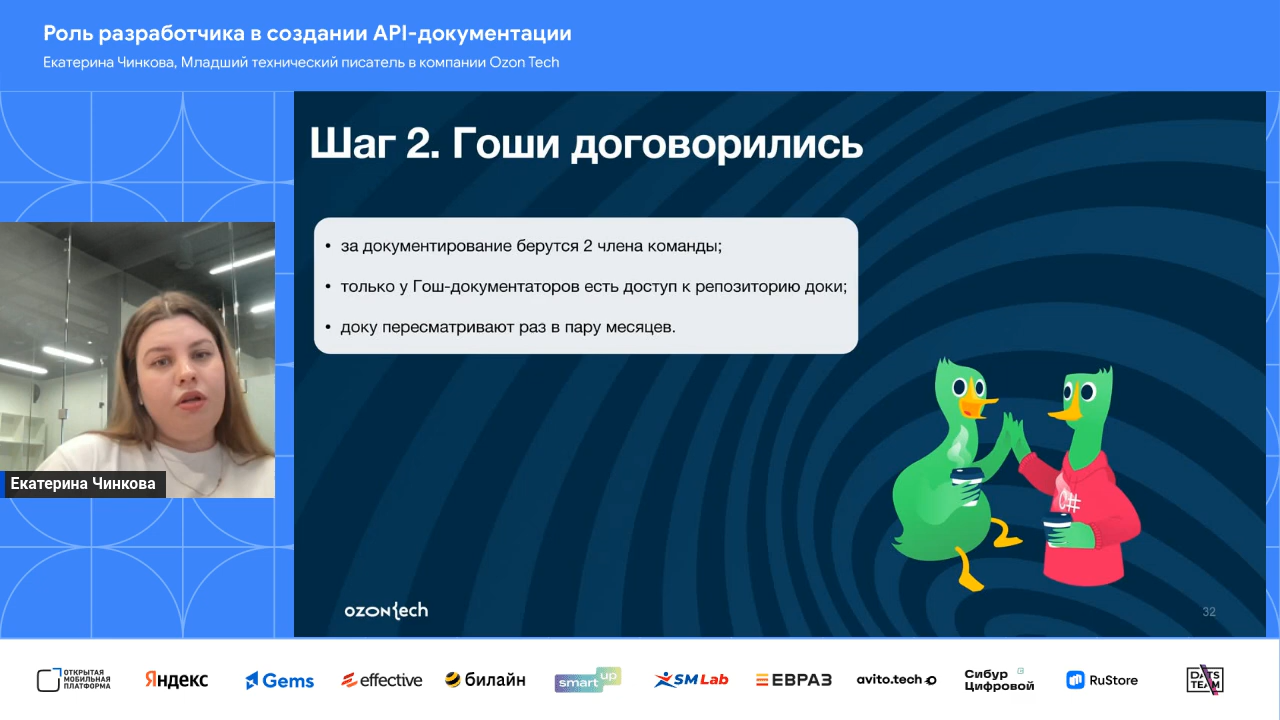 Роль разработчика в создании API-документации
Екатерина Чинкова, Младший технический писатель в компании Ozon Tech
Шаг 2. Гоши договорились
• за документирование берутся 2 члена команды;
• только у Гош-документаторов есть доступ к репозиторию доки;
• доку пересматривают раз в пару месяцев.
C#
Екатерина Чинкова
ozon{ech
32
ОТКРЫТАЯ
МОБИЛЬНАЯ
ПЛАТФОРМА
Яндекс
Gems
effective
билайн
smart up
SM Lab
ЕВРАЗ
avito.tech
Сибур
Цифровой
RuStore
DATS
TEAM